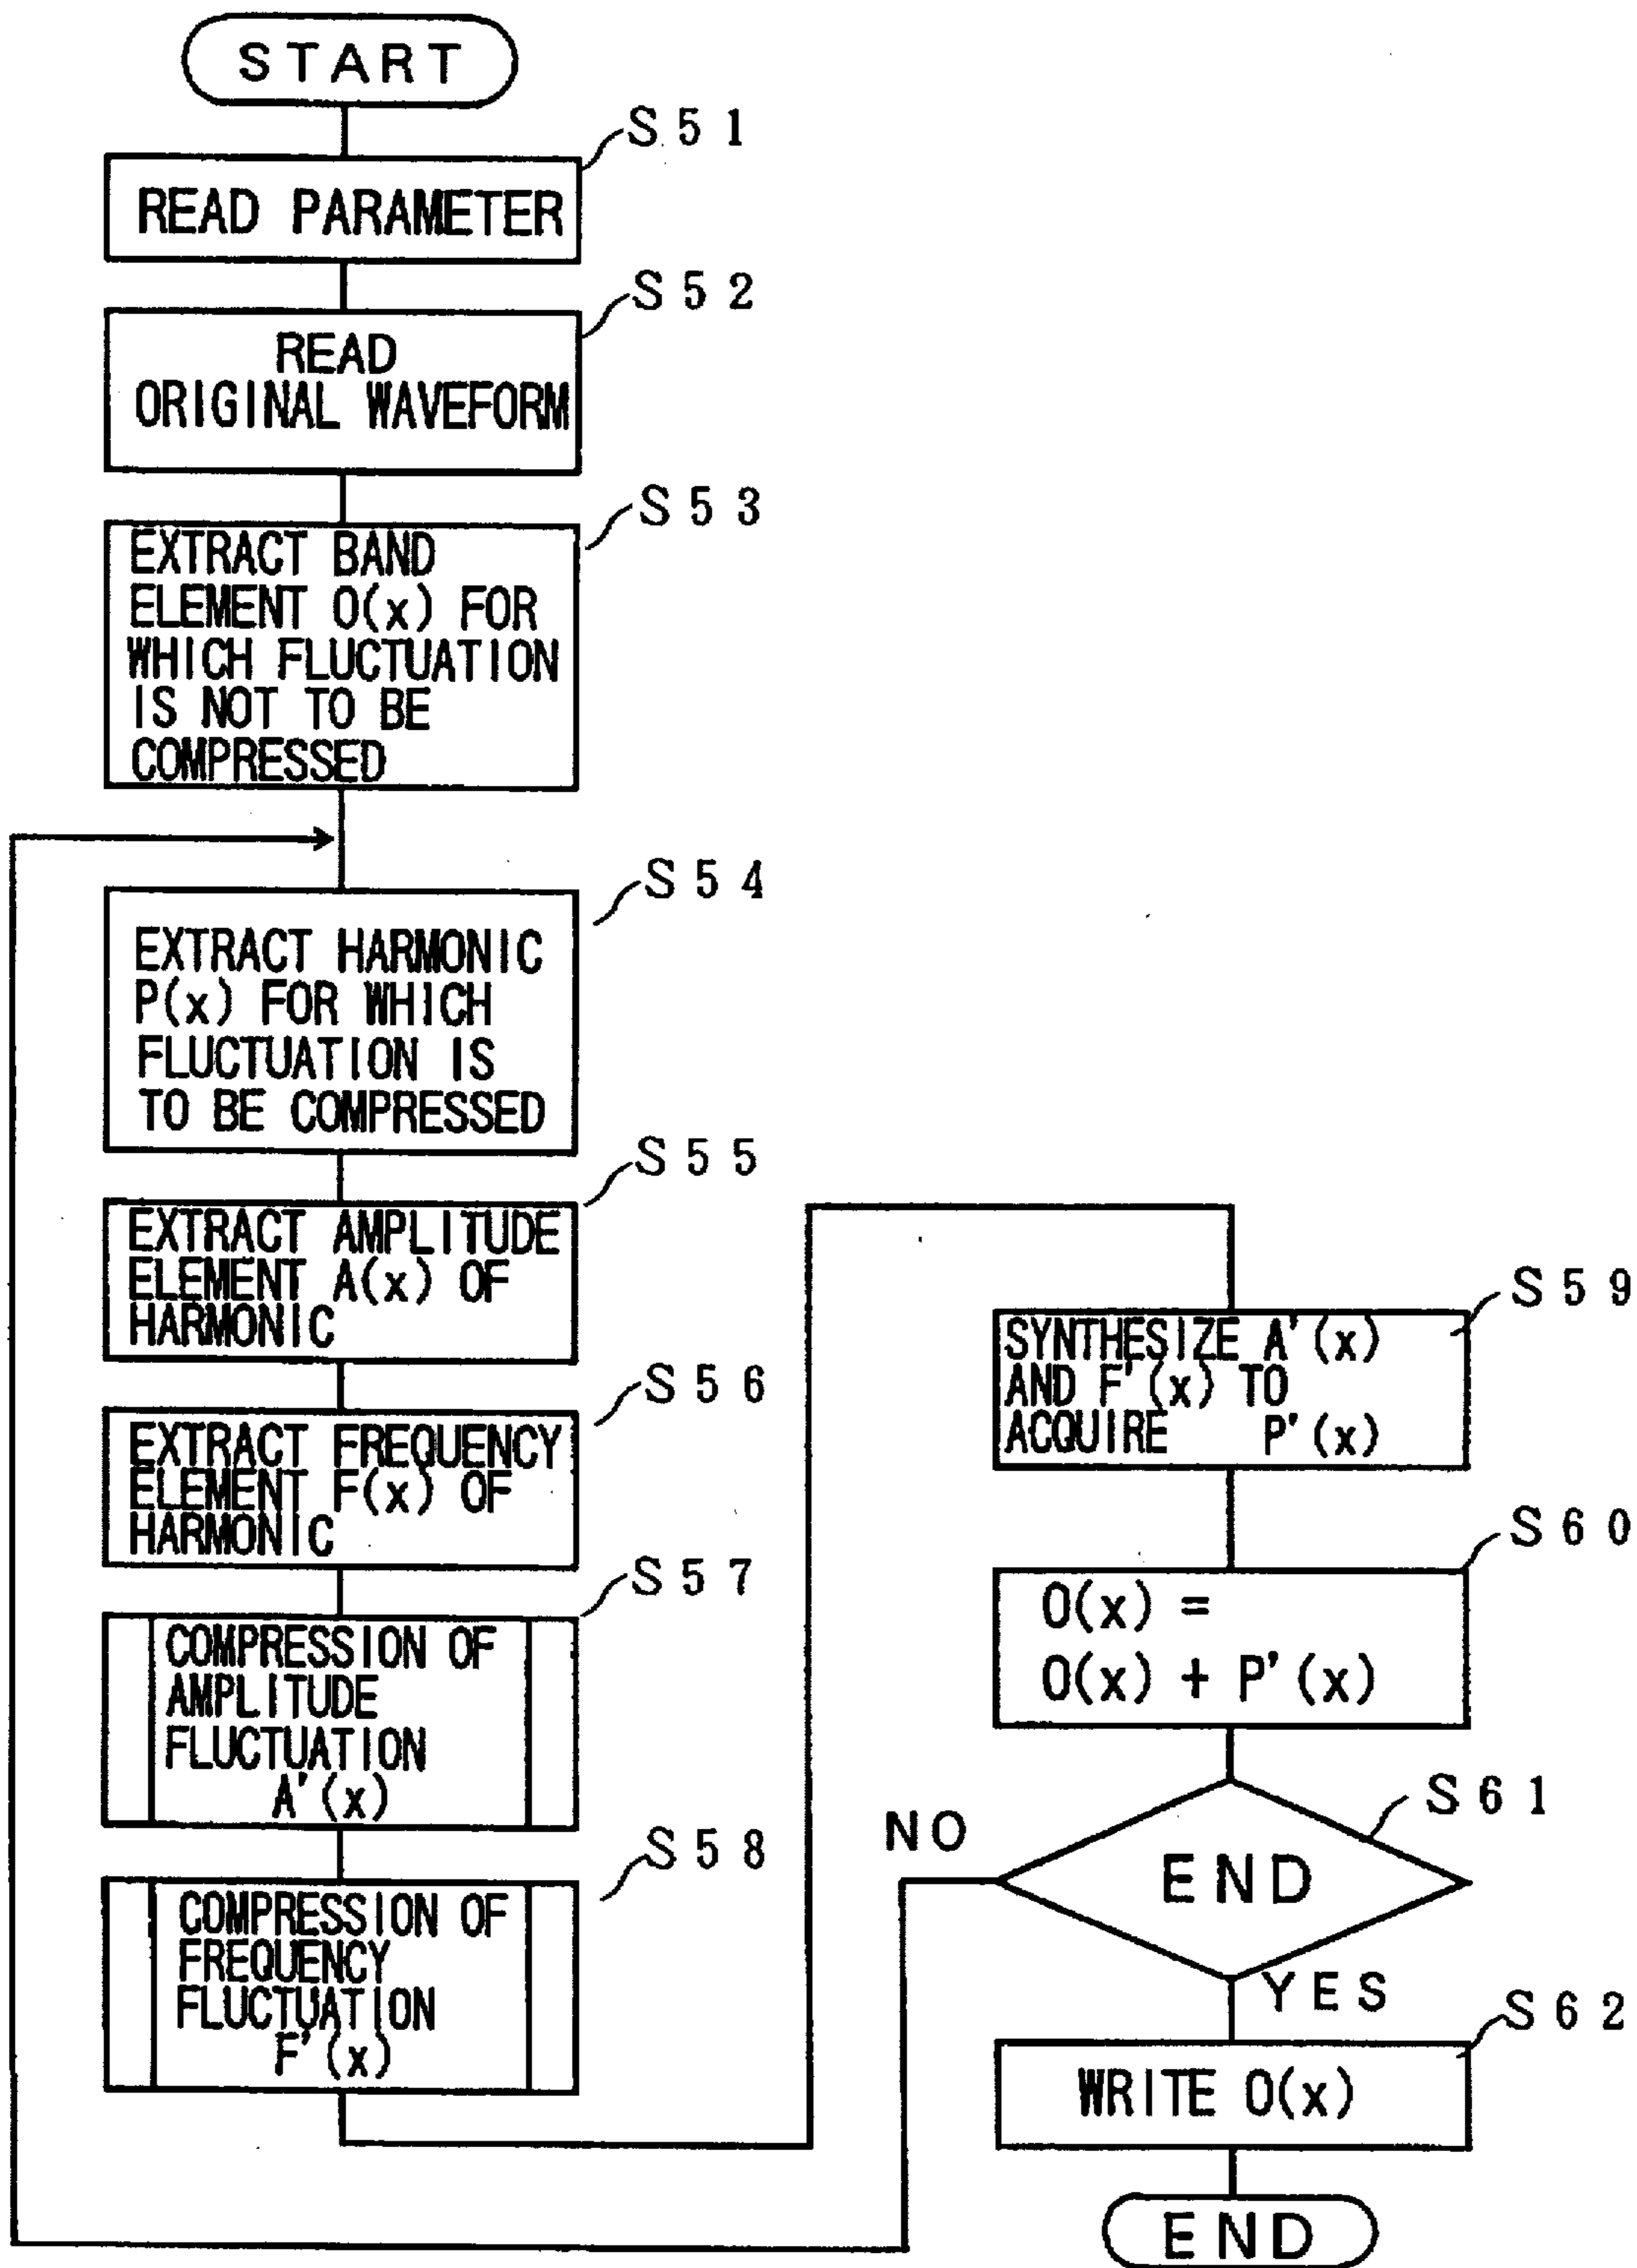 START
S51
READ PARAMETER
S52
READ
ORIGINAL WAVEFORM
S53
EXTRACT BAND
ELEMENT O(x) FOR
WHICH FLUCTUATION
IS NOT TO BE
COMPRESSED
S54
EXTRACT HARMONIC
P(x) FOR WHICH
FLUCTUATION IS
TO BE COMPRESSED
S55
EXTRACT AMPLITUDE
ELEMENT A(x) OF
HARMONIC
S56
EXTRACT FREQUENCY
ELEMENT F(x) OF
HARMONIC
S57
COMPRESSION OF
AMPLITUDE
FLUCTUATION
A'(x)
S58
COMPRESSION OF
FREQUENCY
FLUCTUATION
F'(x)
S59
SYNTHESIZE A'(x)
AND F'(x) TO
ACQUIRE P'(x)
S60
O(x) =
O(x) + P'(x)
S61
NO
END
YES
S62
WRITE O(x)
END